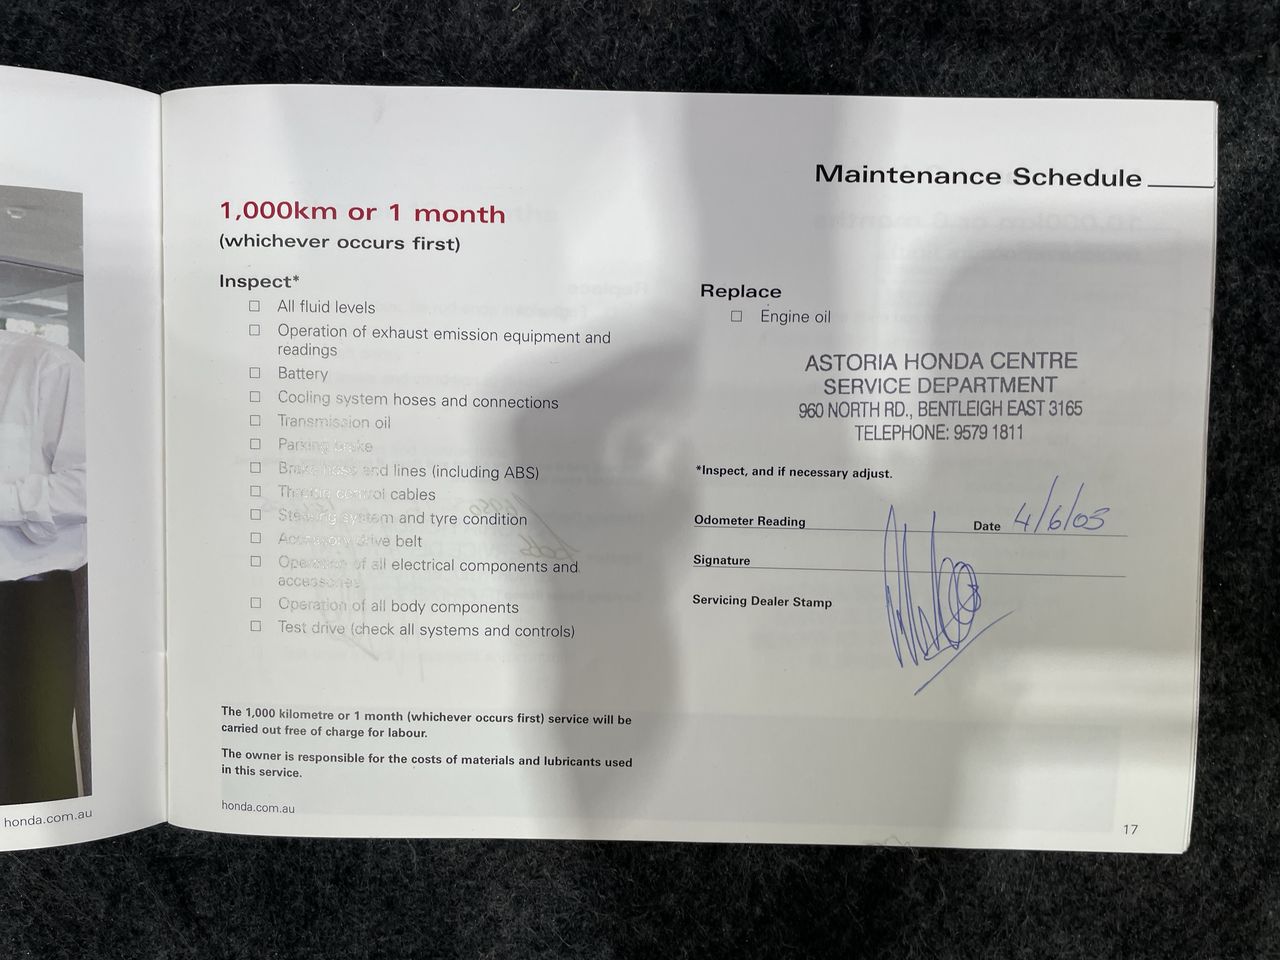 Maintenance Schedule
1,000km or 1 month
(whichever occurs first)
Inspect*
All fluid levels
Operation of exhaust emission equipment and
readings
Battery
Cooling system hoses and connections
Transmission oil
Parking brake
Brake hoses and lines (including ABS)
Throttle control cables
Steering system and tyre condition
Accessory drive belt
Operation of all electrical components and
accessories
Operation of all body components
Test drive (check all systems and controls)
The 1,000 kilometre or 1 month (whichever occurs first) service will be
carried out free of charge for labour.
The owner is responsible for the costs of materials and lubricants used
in this service.
honda.com.au
Replace
Engine oil
ASTORIA HONDA CENTRE
SERVICE DEPARTMENT
960 NORTH RD., BENTLEIGH EAST 3165
TELEPHONE: 9579 1811
*Inspect, and if necessary adjust.
Odometer Reading
Date 4/6/03
Signature
Servicing Dealer Stamp
17
honda.com.au